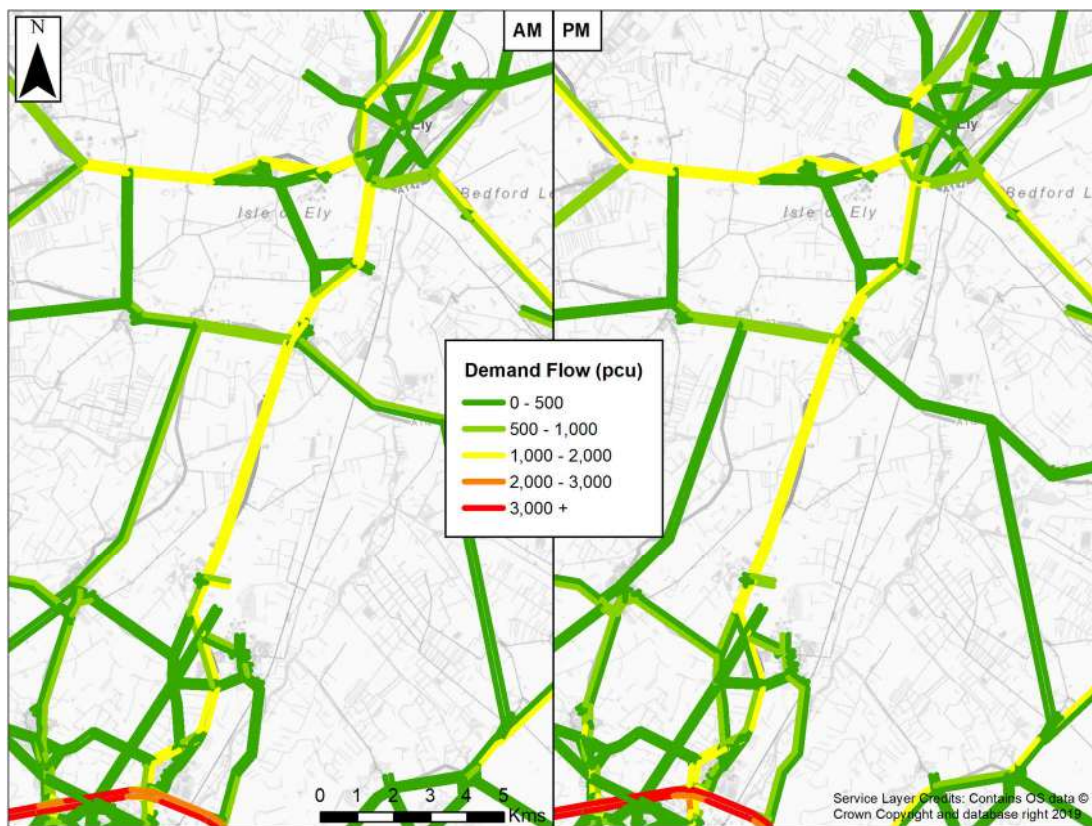 N
AM PM
Ely
Ely
Isle of Ely
Isle of Ely
Demand Flow (pcu)
0 - 500
500 - 1,000
1,000 - 2,000
2,000 - 3,000
3,000 +
0 1 2 3 4 5
Kms
Service Layer Credits: Contains OS data ©
Crown Copyright and database right 2019